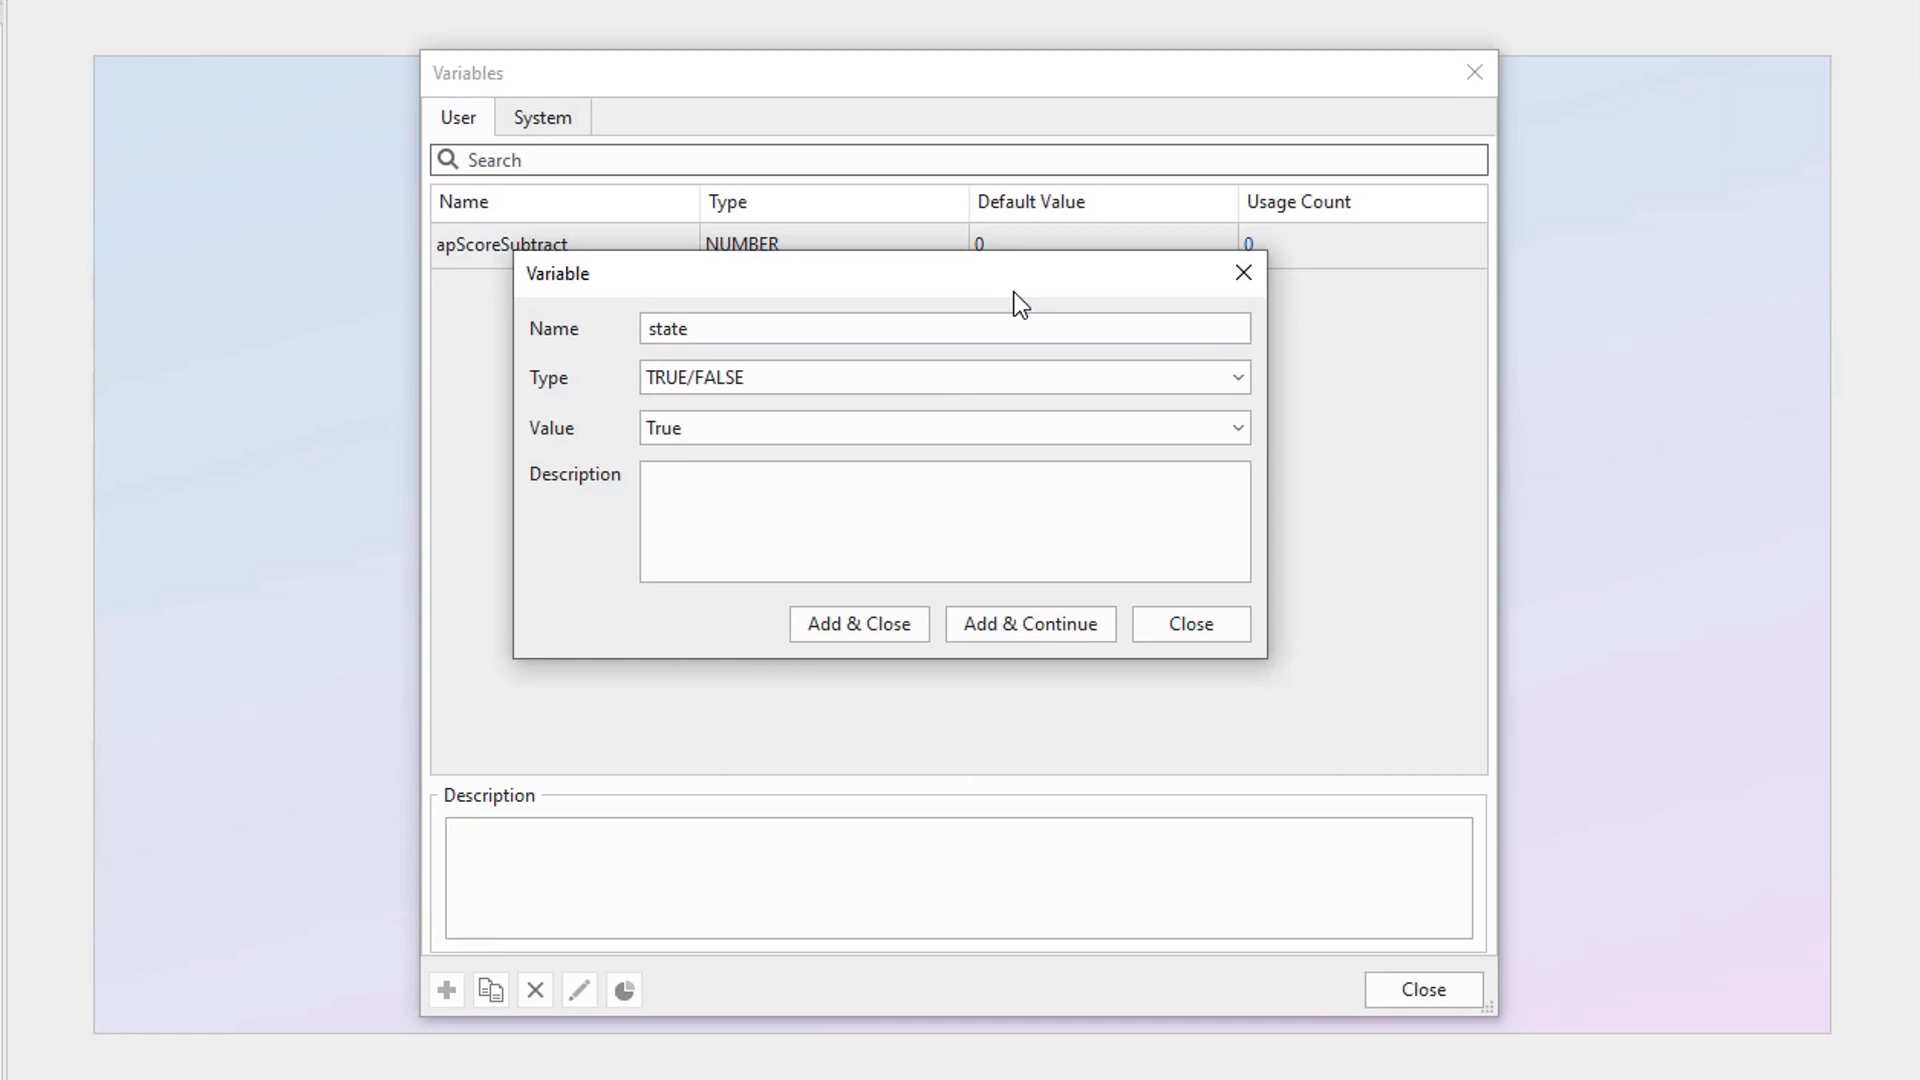 Variables
User System
Search
Name Type Default Value Usage Count
apScoreSubtract NUMBER 0 0
Variable
Name state
Type TRUE/FALSE
Value True
Description
Add & Close Add & Continue Close
Description
Close